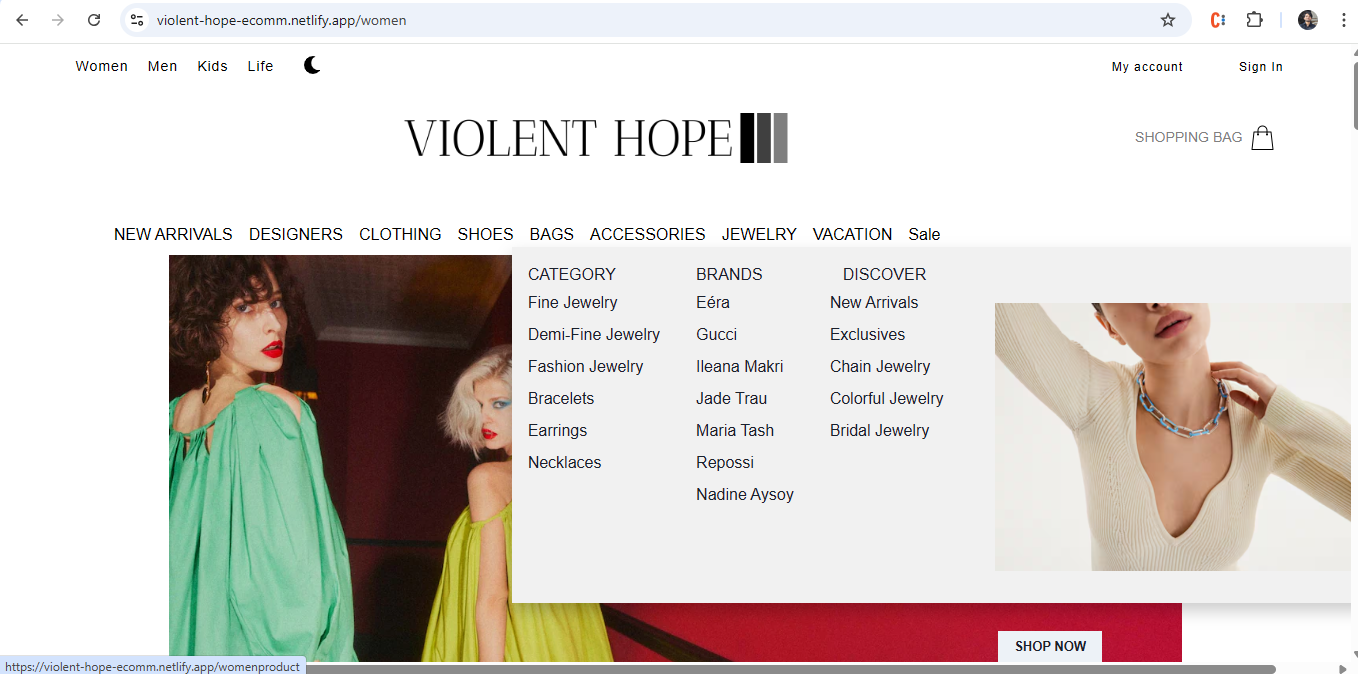 violent-hope-ecomm.netlify.app/women
Women Men Kids Life
My account Sign In
VIOLENT HOPE
SHOPPING BAG
NEW ARRIVALS DESIGNERS CLOTHING SHOES BAGS ACCESSORIES JEWELRY VACATION Sale
CATEGORY BRANDS DISCOVER
Fine Jewelry Eéra New Arrivals
Demi-Fine Jewelry Gucci Exclusives
Fashion Jewelry Ileana Makri Chain Jewelry
Bracelets Jade Trau Colorful Jewelry
Earrings Maria Tash Bridal Jewelry
Necklaces Repossi
Nadine Aysoy
SHOP NOW
https://violent-hope-ecomm.netlify.app/womenproduct